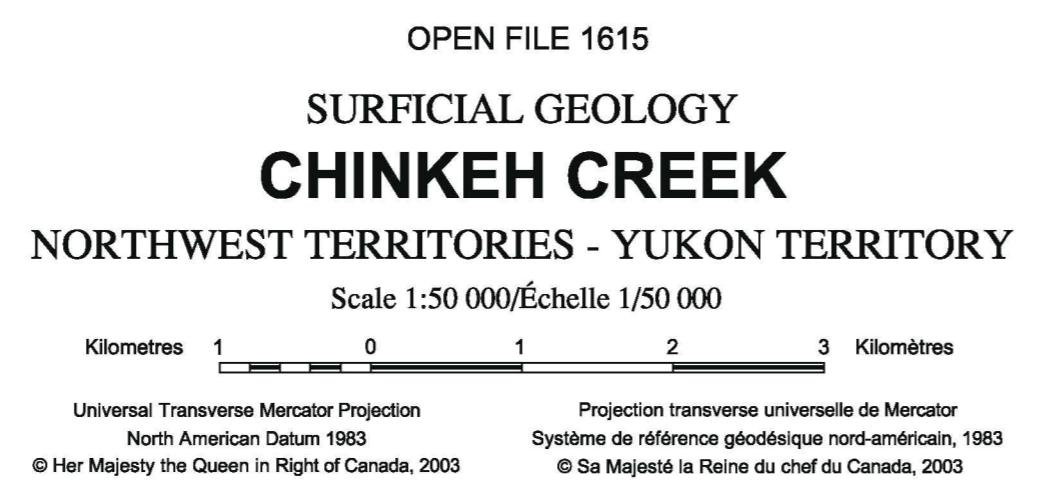 OPEN FILE 1615
SURFICIAL GEOLOGY
CHINKEH CREEK
NORTHWEST TERRITORIES - YUKON TERRITORY
Scale 1:50 000/Échelle 1/50 000
Kilometres 1 0 1 2 3 Kilomètres
Universal Transverse Mercator Projection
North American Datum 1983
© Her Majesty the Queen in Right of Canada, 2003
Projection transverse universelle de Mercator
Système de référence géodésique nord-américain, 1983
© Sa Majesté la Reine du chef du Canada, 2003